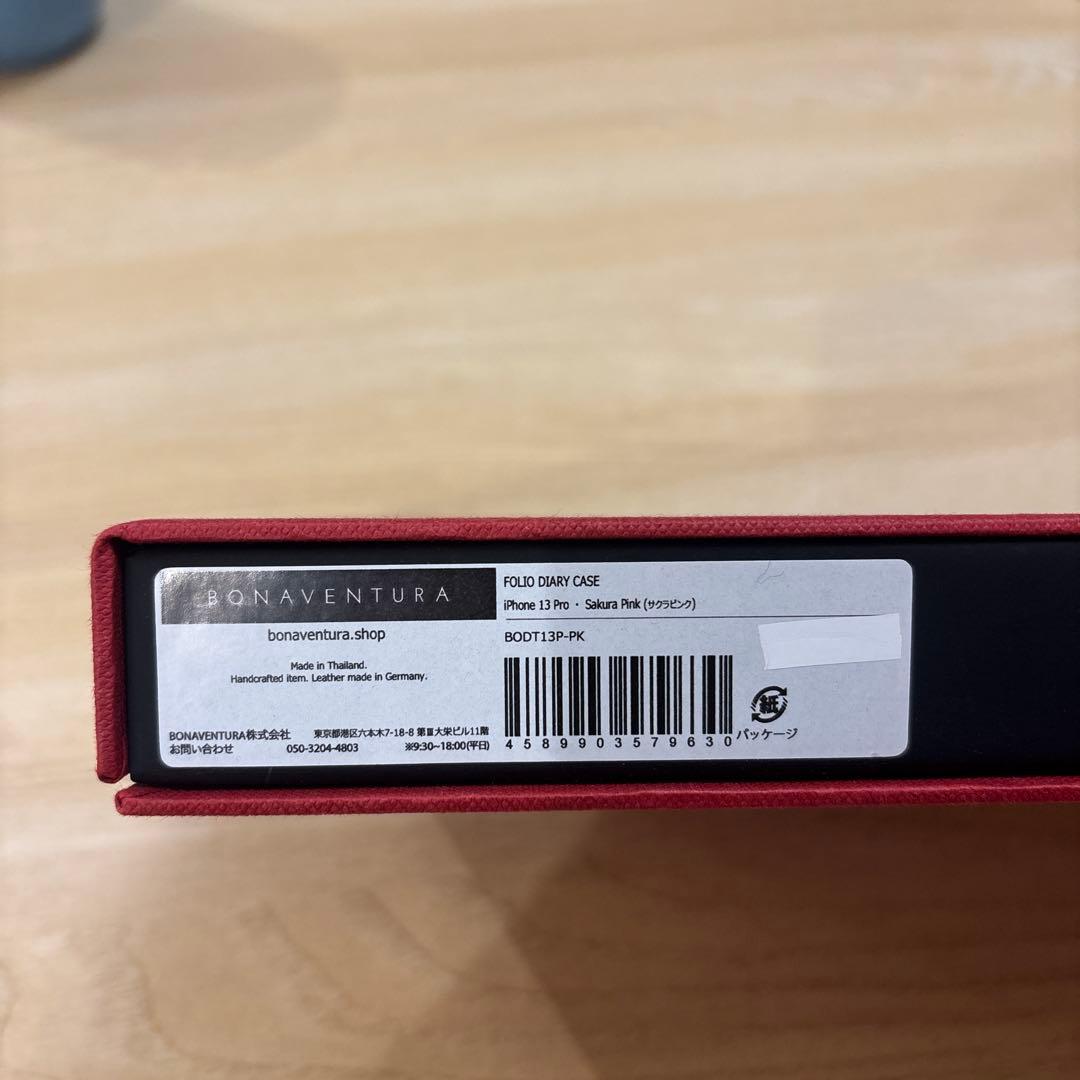 BONAVENTURA
bonaventura.shop
Made in Thailand.
Handcrafted item. Leather made in Germany.
BONAVENTURA株式会社 東京都港区六本木7-18-8 第Ⅲ大栄ビル11階
お問い合わせ 050-3204-4803 ※9:30~18:00(平日)
FOLIO DIARY CASE
iPhone 13 Pro ・ Sakura Pink (サクラピンク)
BODT13P-PK
4589903579630
紙
パッケージ